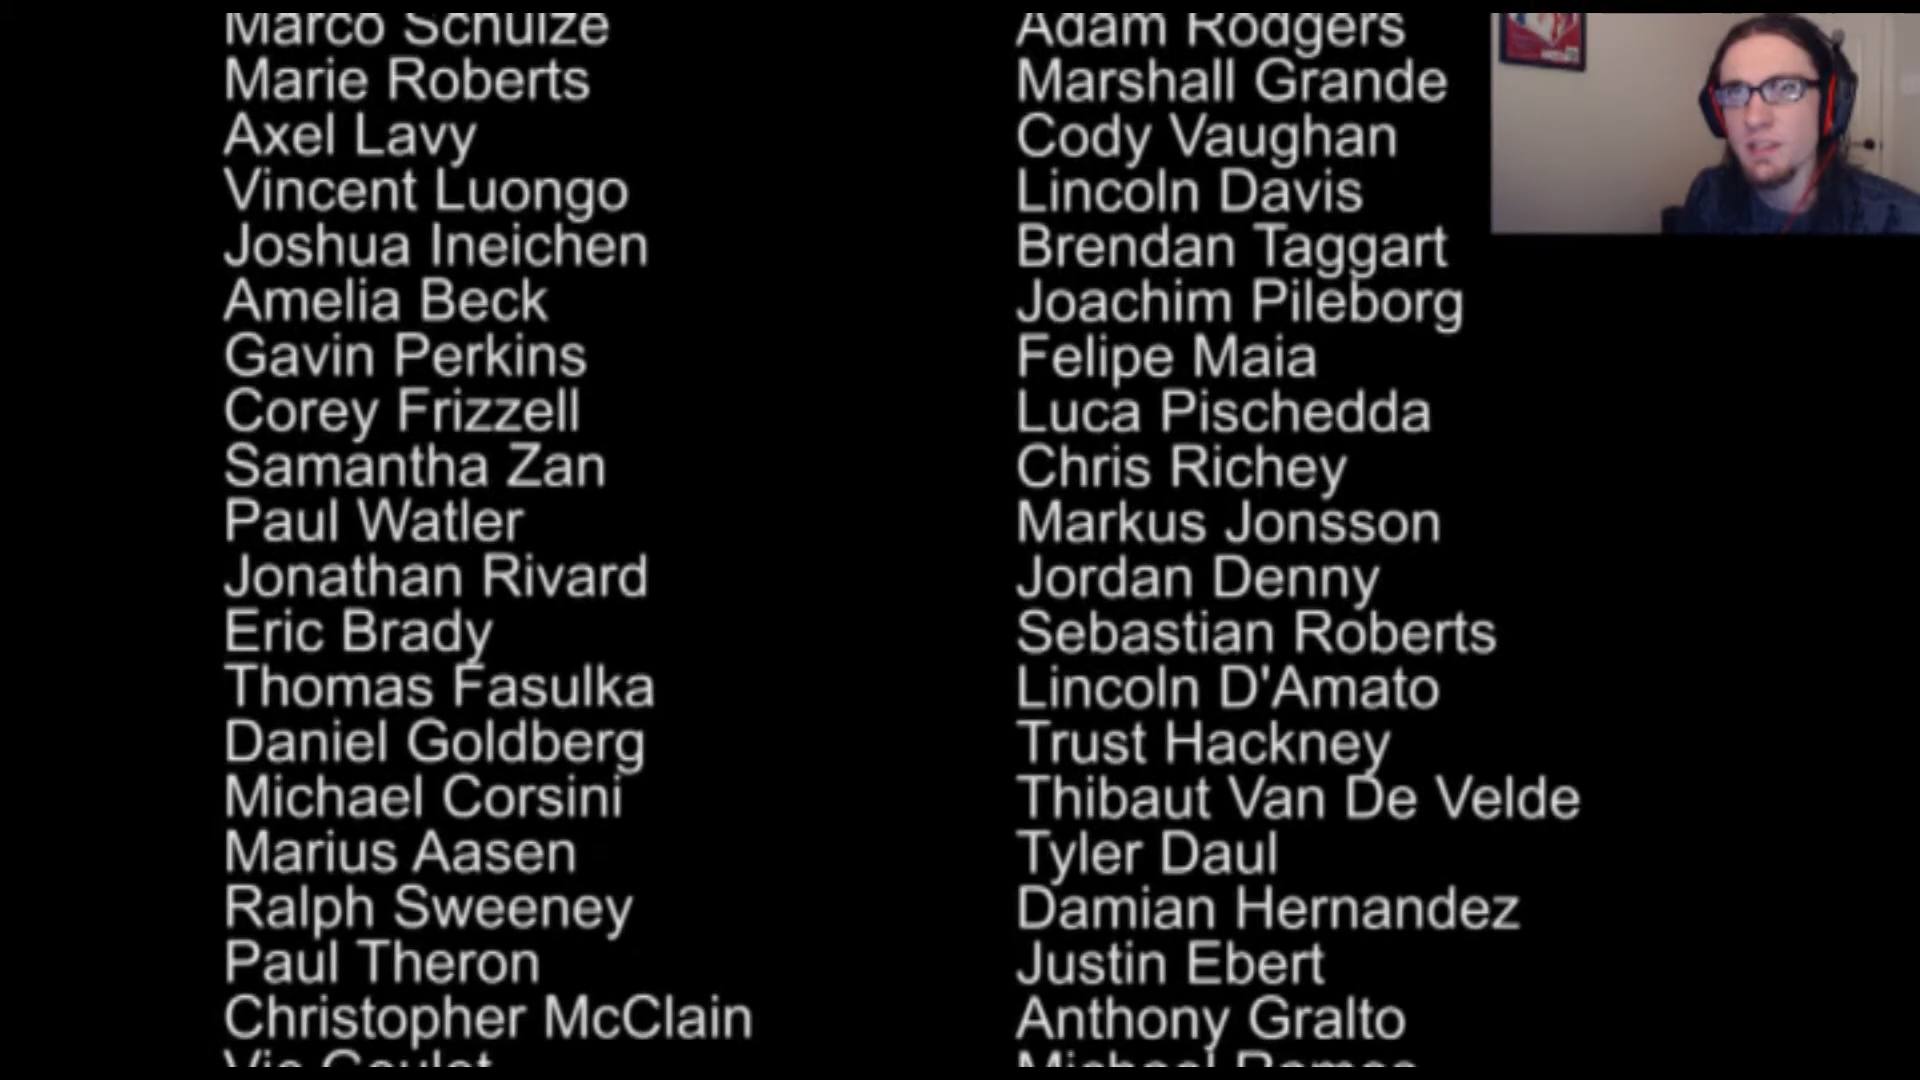 Marco Schulze
Marie Roberts
Axel Lavy
Vincent Luongo
Joshua Ineichen
Amelia Beck
Gavin Perkins
Corey Frizzell
Samantha Zan
Paul Watler
Jonathan Rivard
Eric Brady
Thomas Fasulka
Daniel Goldberg
Michael Corsini
Marius Aasen
Ralph Sweeney
Paul Theron
Christopher McClain
Adam Rodgers
Marshall Grande
Cody Vaughan
Lincoln Davis
Brendan Taggart
Joachim Pileborg
Felipe Maia
Luca Pischedda
Chris Richey
Markus Jonsson
Jordan Denny
Sebastian Roberts
Lincoln D'Amato
Trust Hackney
Thibaut Van De Velde
Tyler Daul
Damian Hernandez
Justin Ebert
Anthony Gralto
Michael